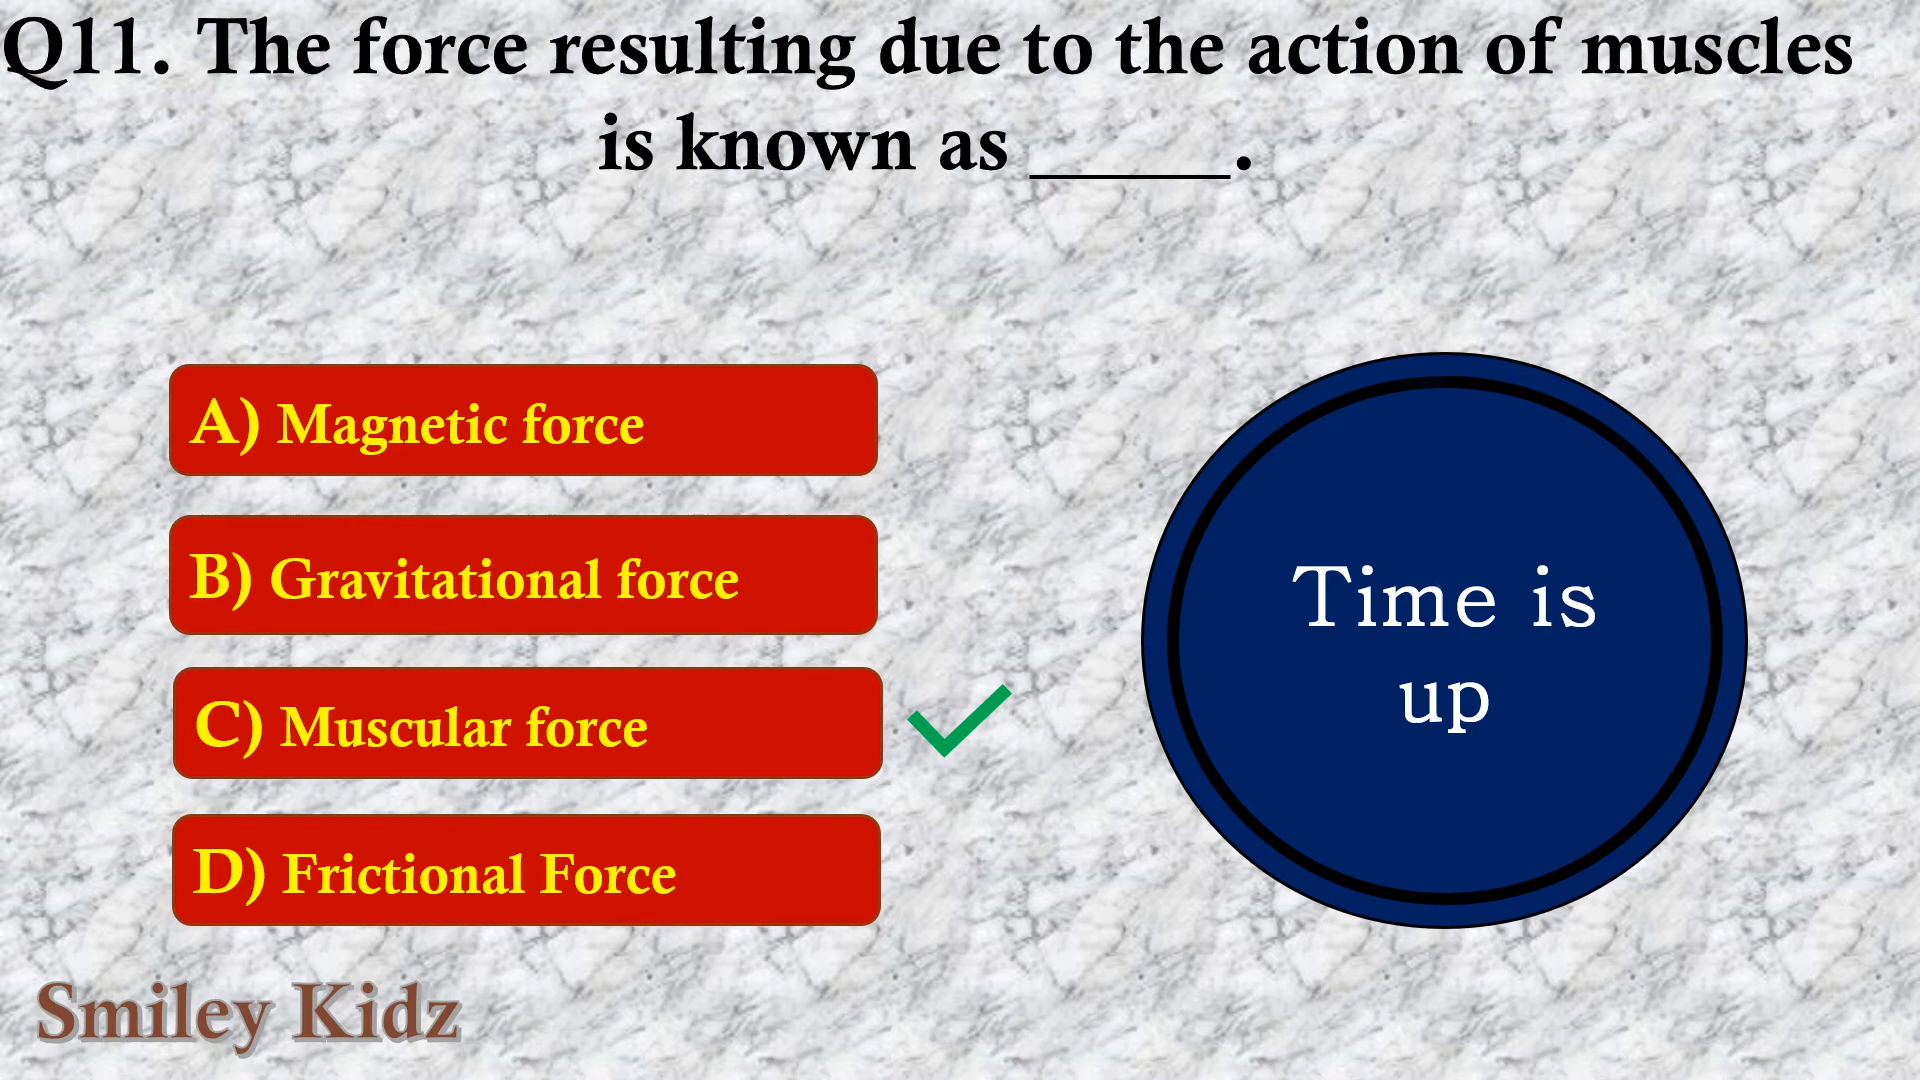 Q11. The force resulting due to the action of muscles
is known as _____.
A) Magnetic force
B) Gravitational force
C) Muscular force
D) Frictional Force
Time is
up
Smiley Kidz